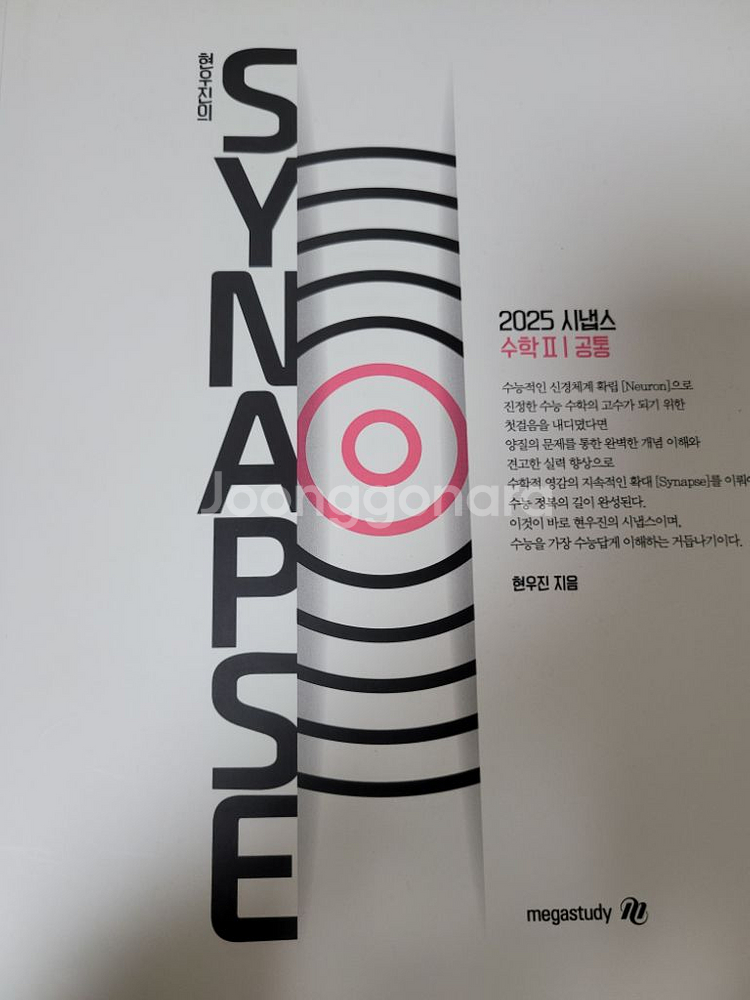 현우진의
SYNAPSE
2025 시냅스
수학 II | 공통
수능적인 신경체계 확립 [Neuron]으로
진정한 수능 수학의 고수가 되기 위한
첫걸음을 내디뎠다면
양질의 문제를 통한 완벽한 개념 이해와
견고한 실력 향상으로
수학적 영감의 지속적인 확대 [Synapse]를 이뤄
수능 정복의 길이 완성된다.
이것이 바로 현우진의 시냅스이며,
수능을 가장 수능답게 이해하는 거듭나기이다.
현우진 지음
Joonggonara
megastudy